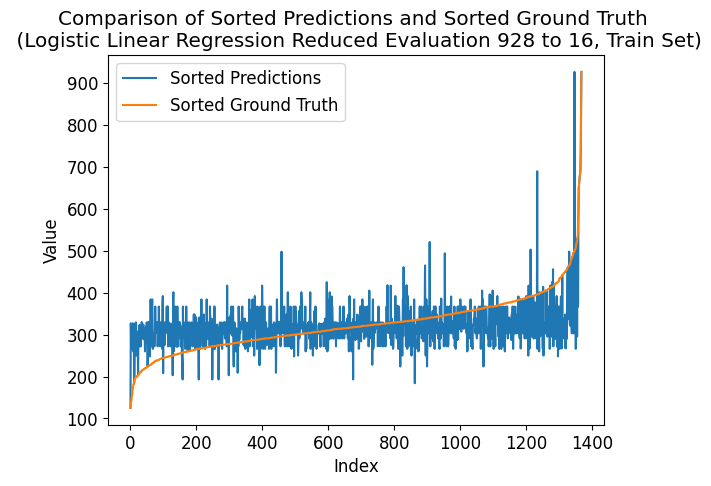 Comparison of Sorted Predictions and Sorted Ground Truth
(Logistic Linear Regression Reduced Evaluation 928 to 16, Train Set)
Sorted Predictions
Sorted Ground Truth
Value
900
800
700
600
500
400
300
200
100
0 200 400 600 800 1000 1200 1400
Index